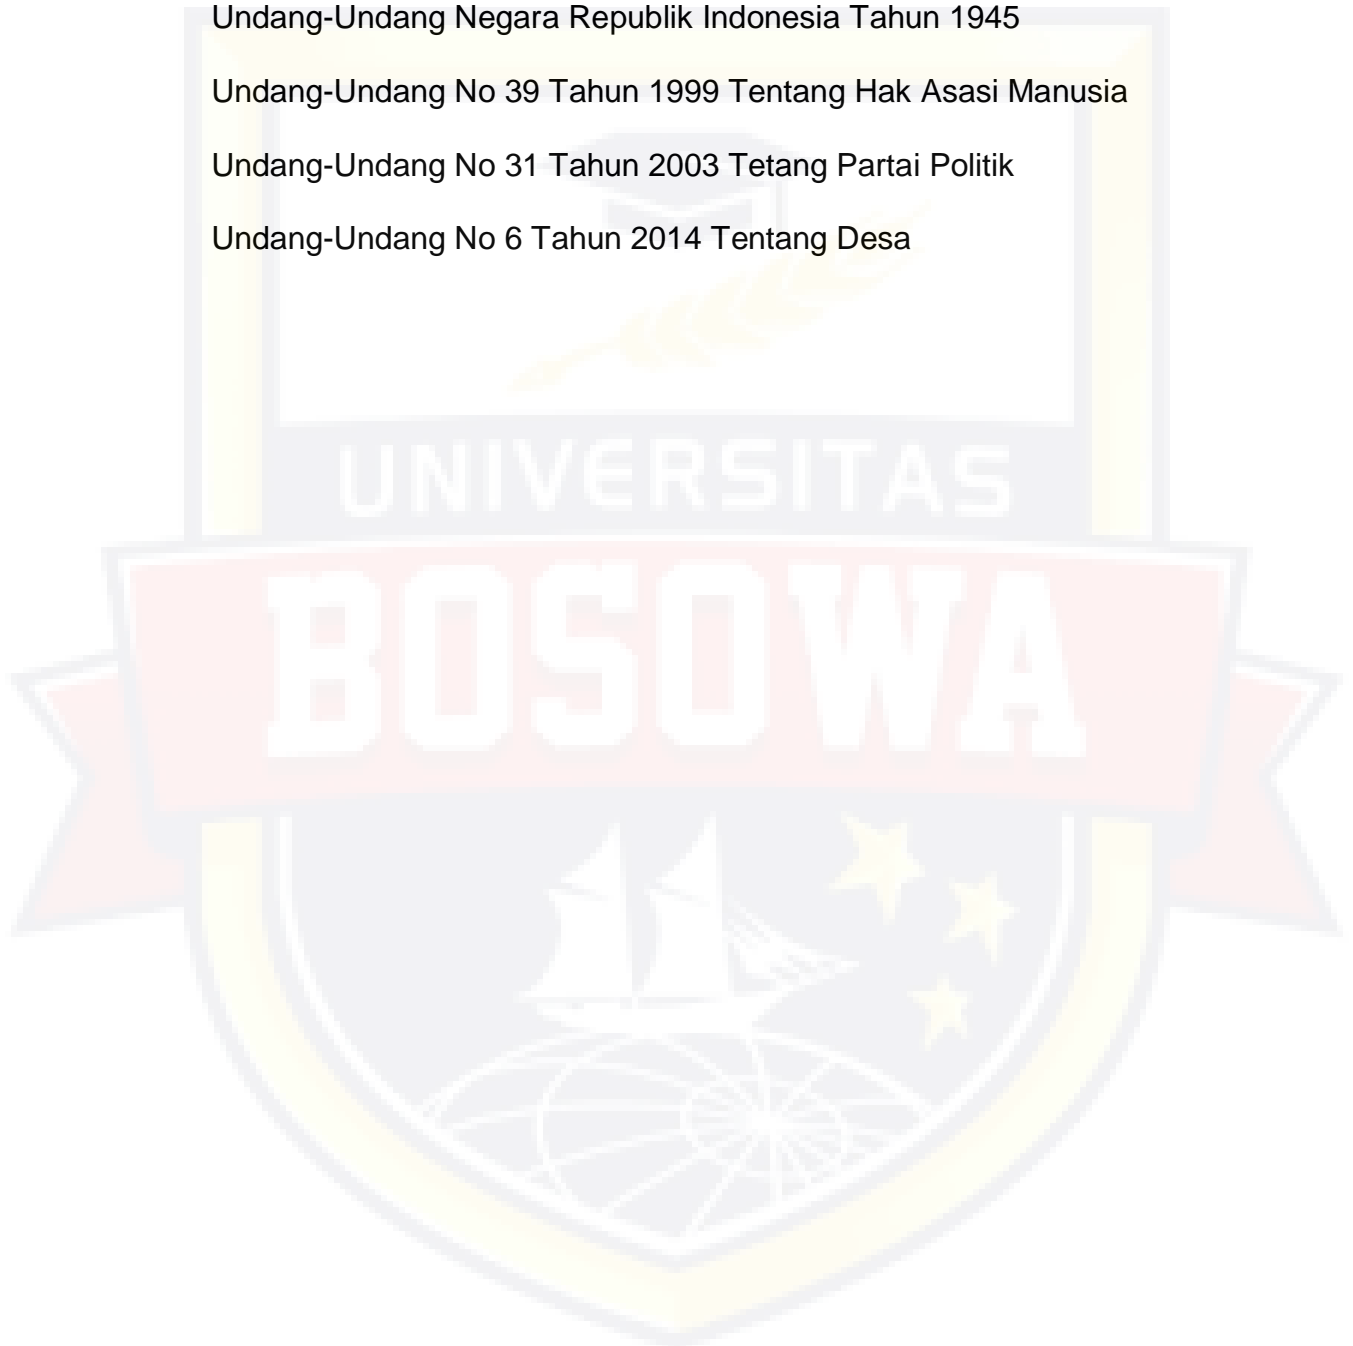 Undang-Undang Negara Republik Indonesia Tahun 1945
Undang-Undang No 39 Tahun 1999 Tentang Hak Asasi Manusia
Undang-Undang No 31 Tahun 2003 Tetang Partai Politik
Undang-Undang No 6 Tahun 2014 Tentang Desa
UNIVERSITAS
BOSOWA